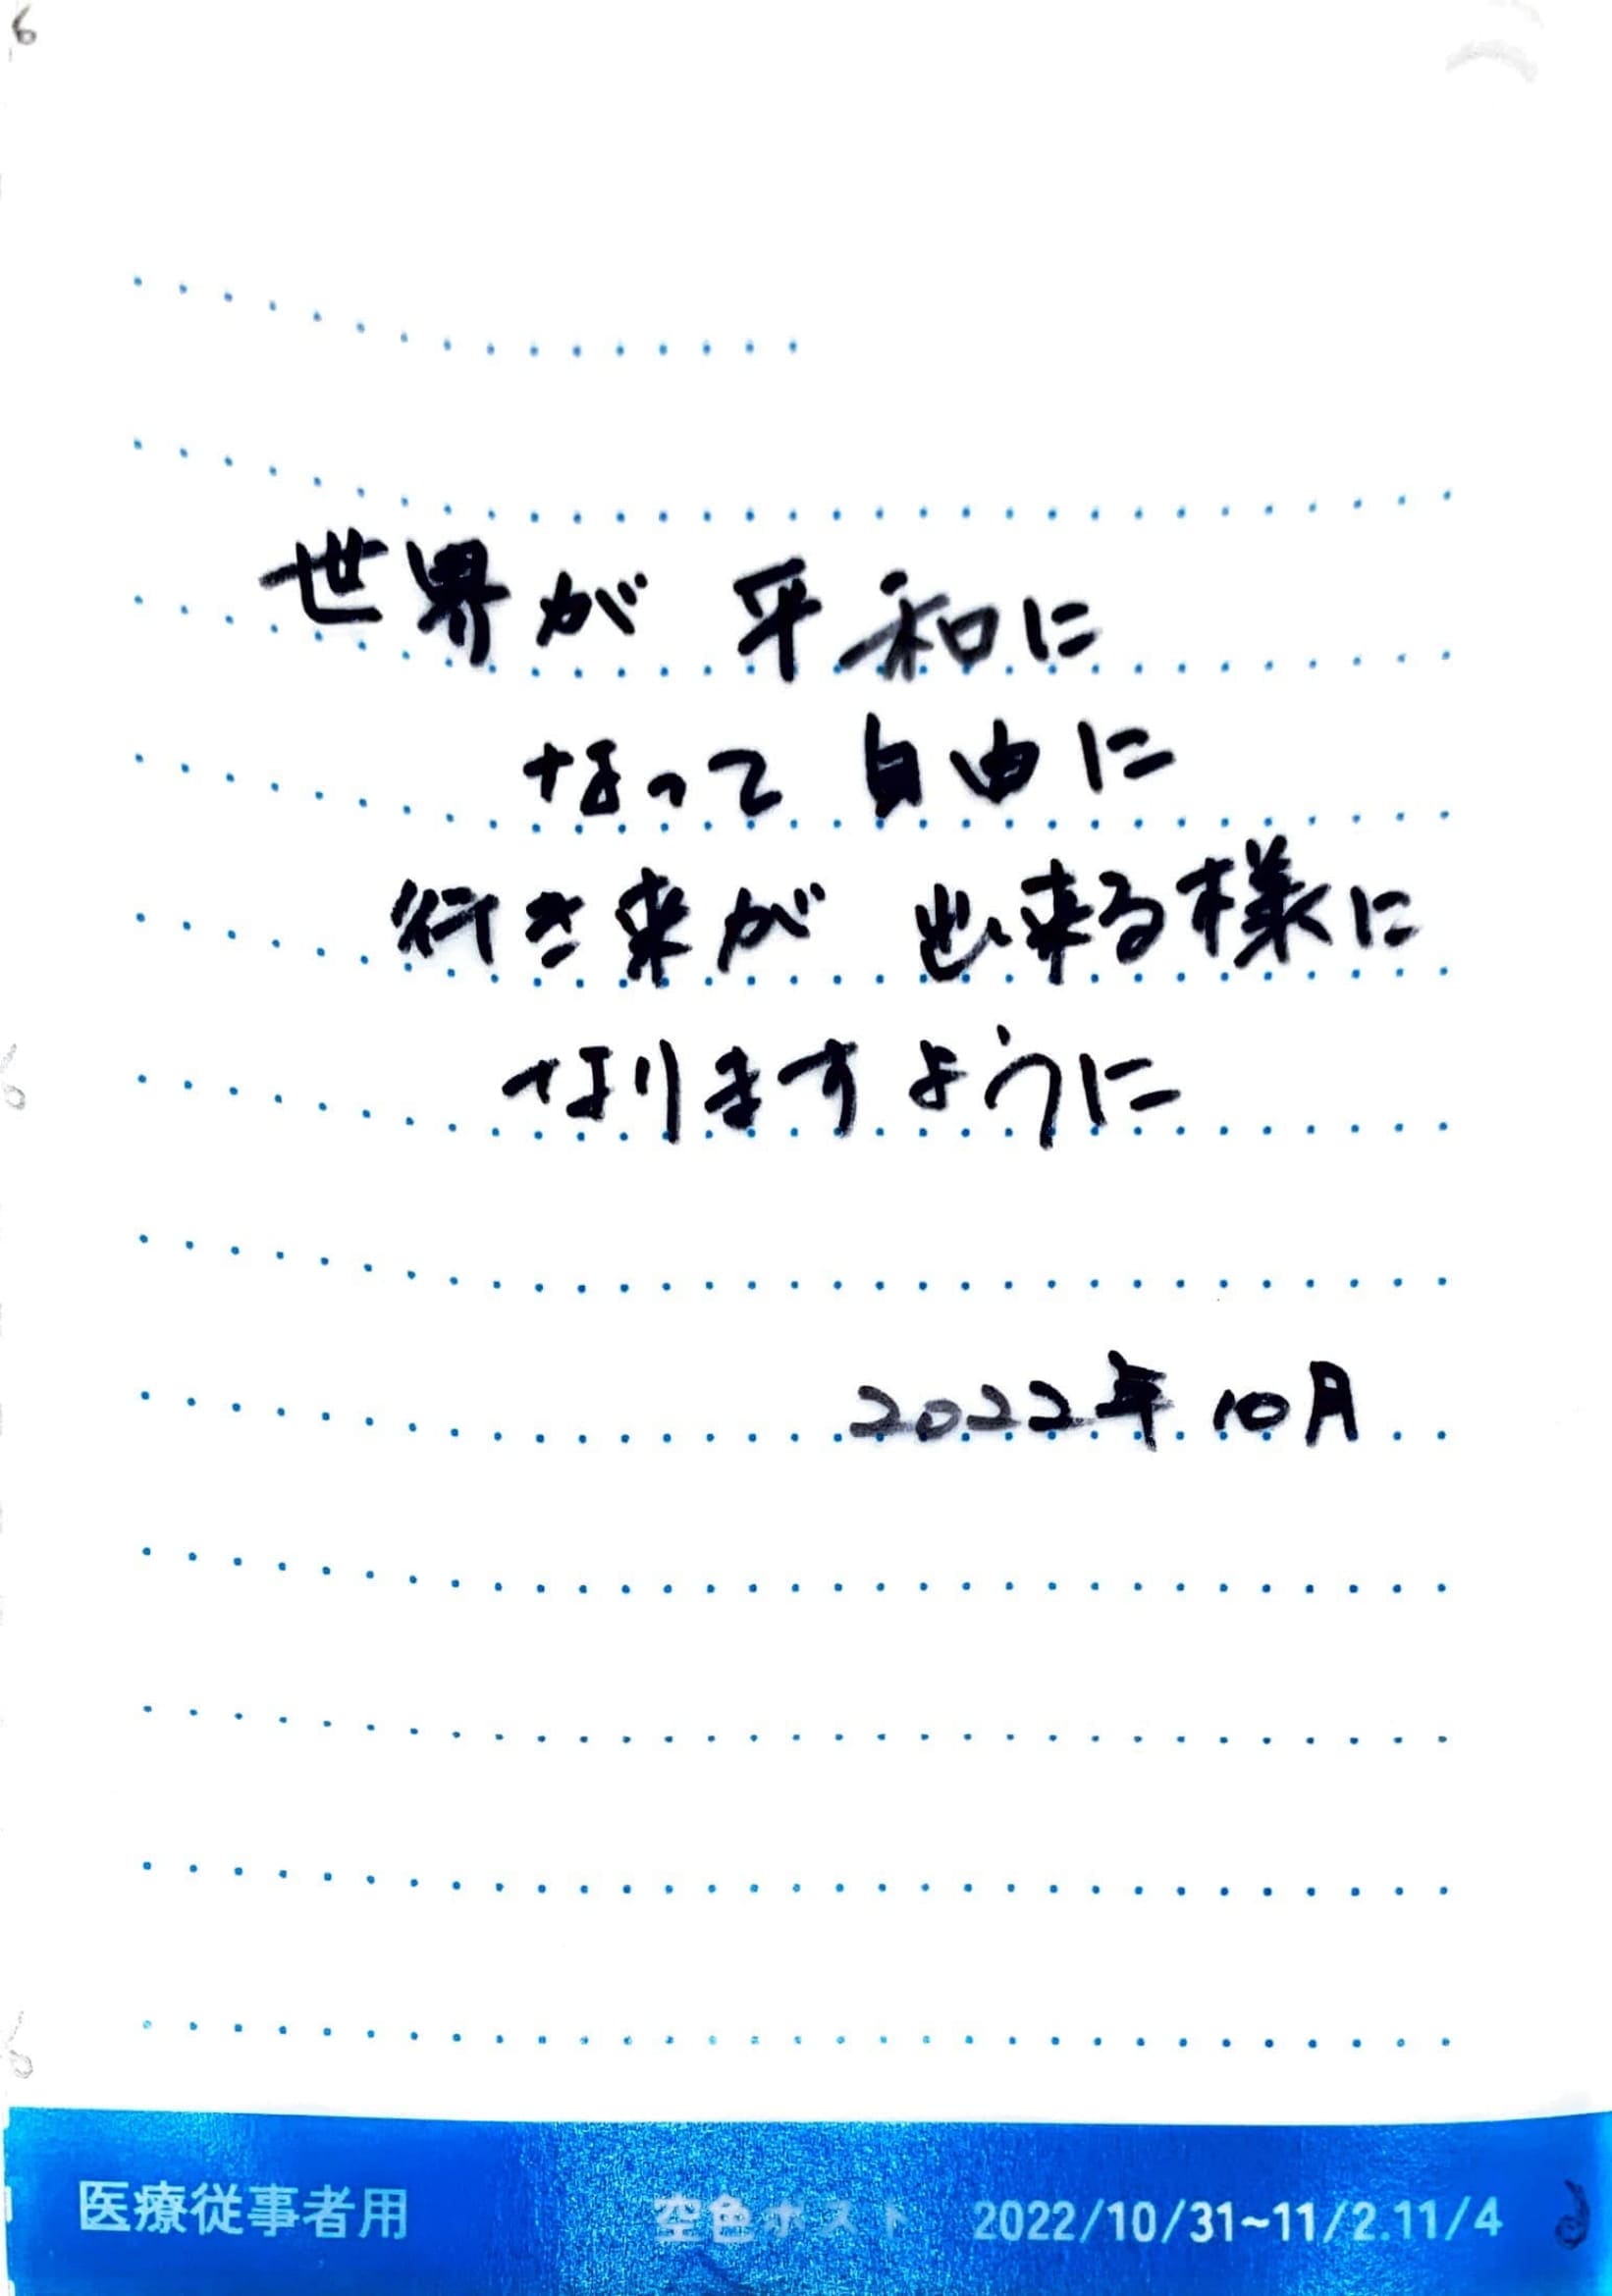 世界が 平和に
なって 自由に
行き来が 出来る様に
なりますように
2022年10月
医療従事者用 空色ポスト 2022/10/31~11/2.11/4